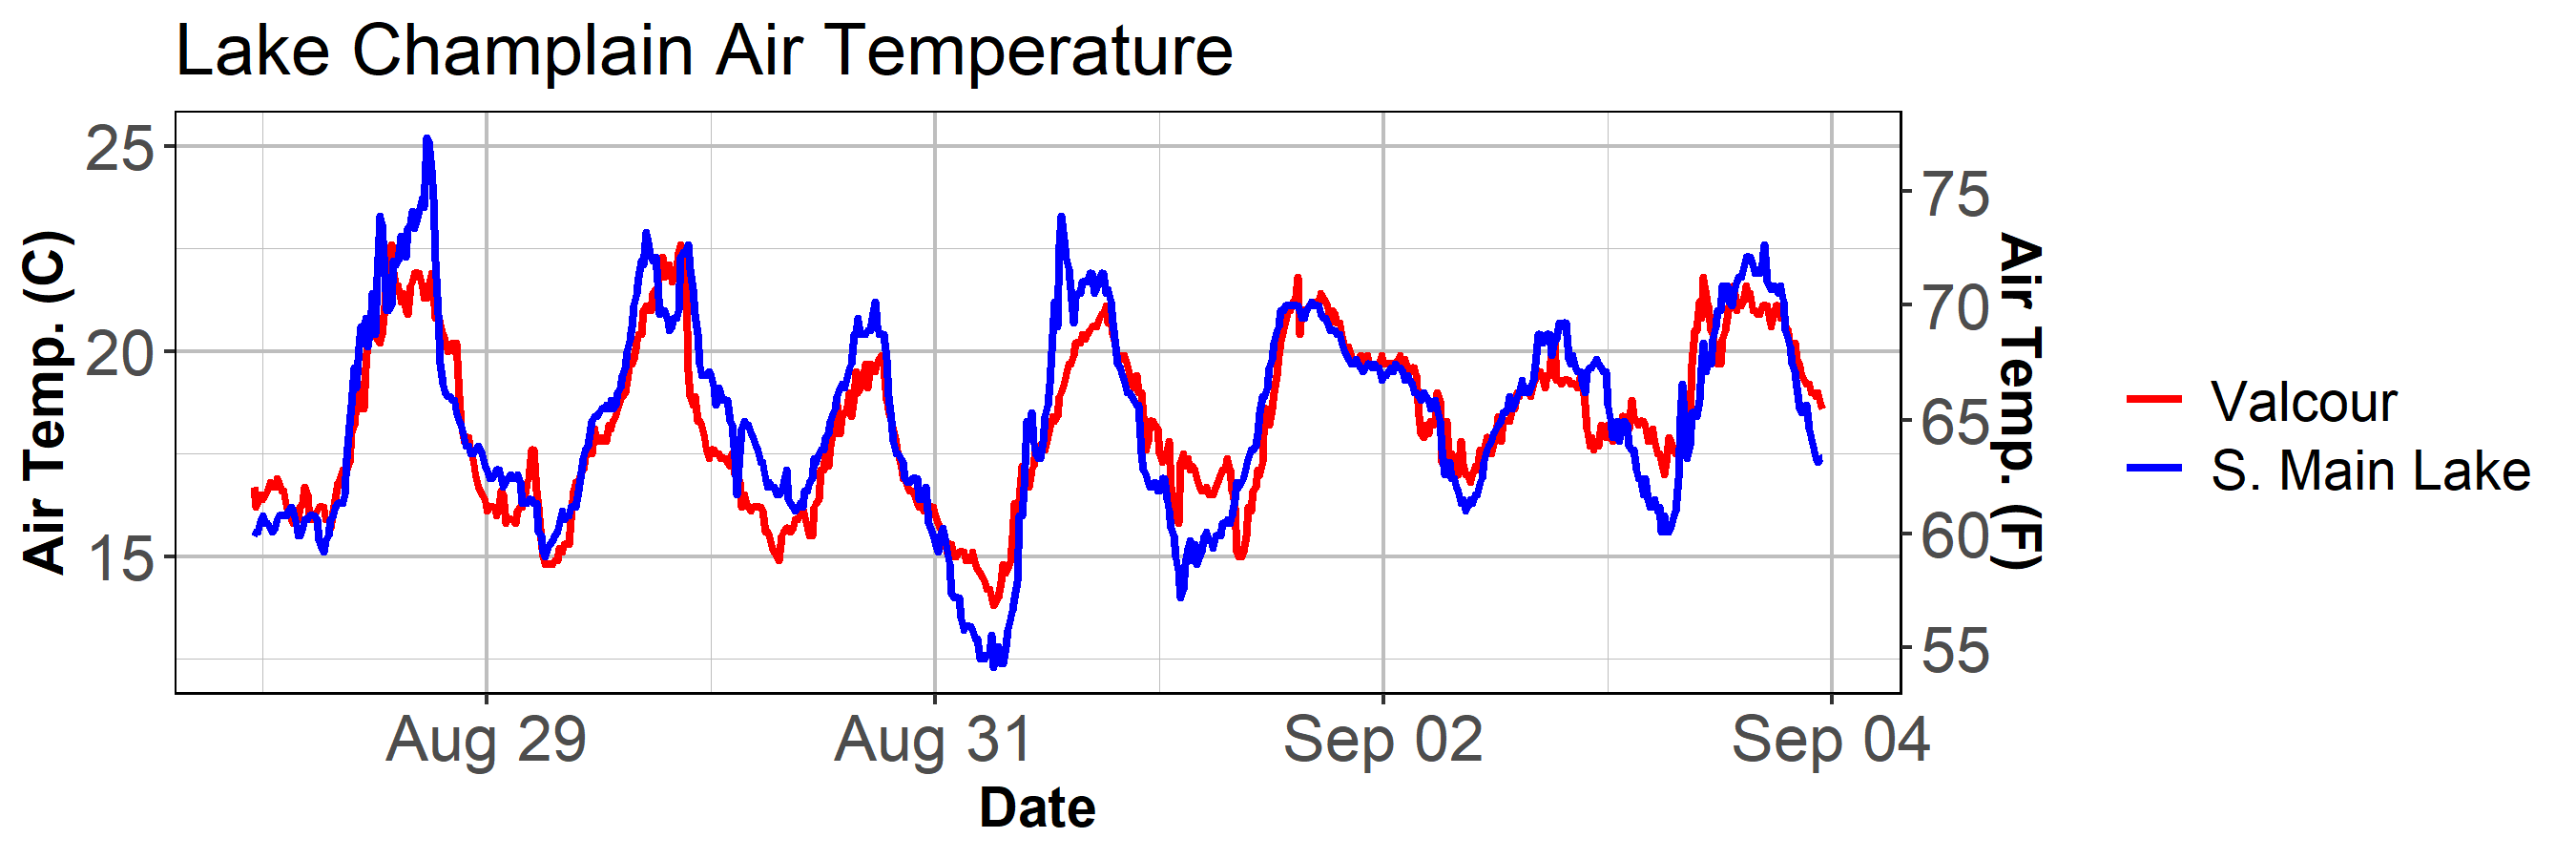 Lake Champlain Air Temperature
Air Temp. (C)
25
20
15
75
70
65
60
55
Air Temp. (F)
Aug 29
Aug 31
Sep 02
Sep 04
Date
Valcour
S. Main Lake